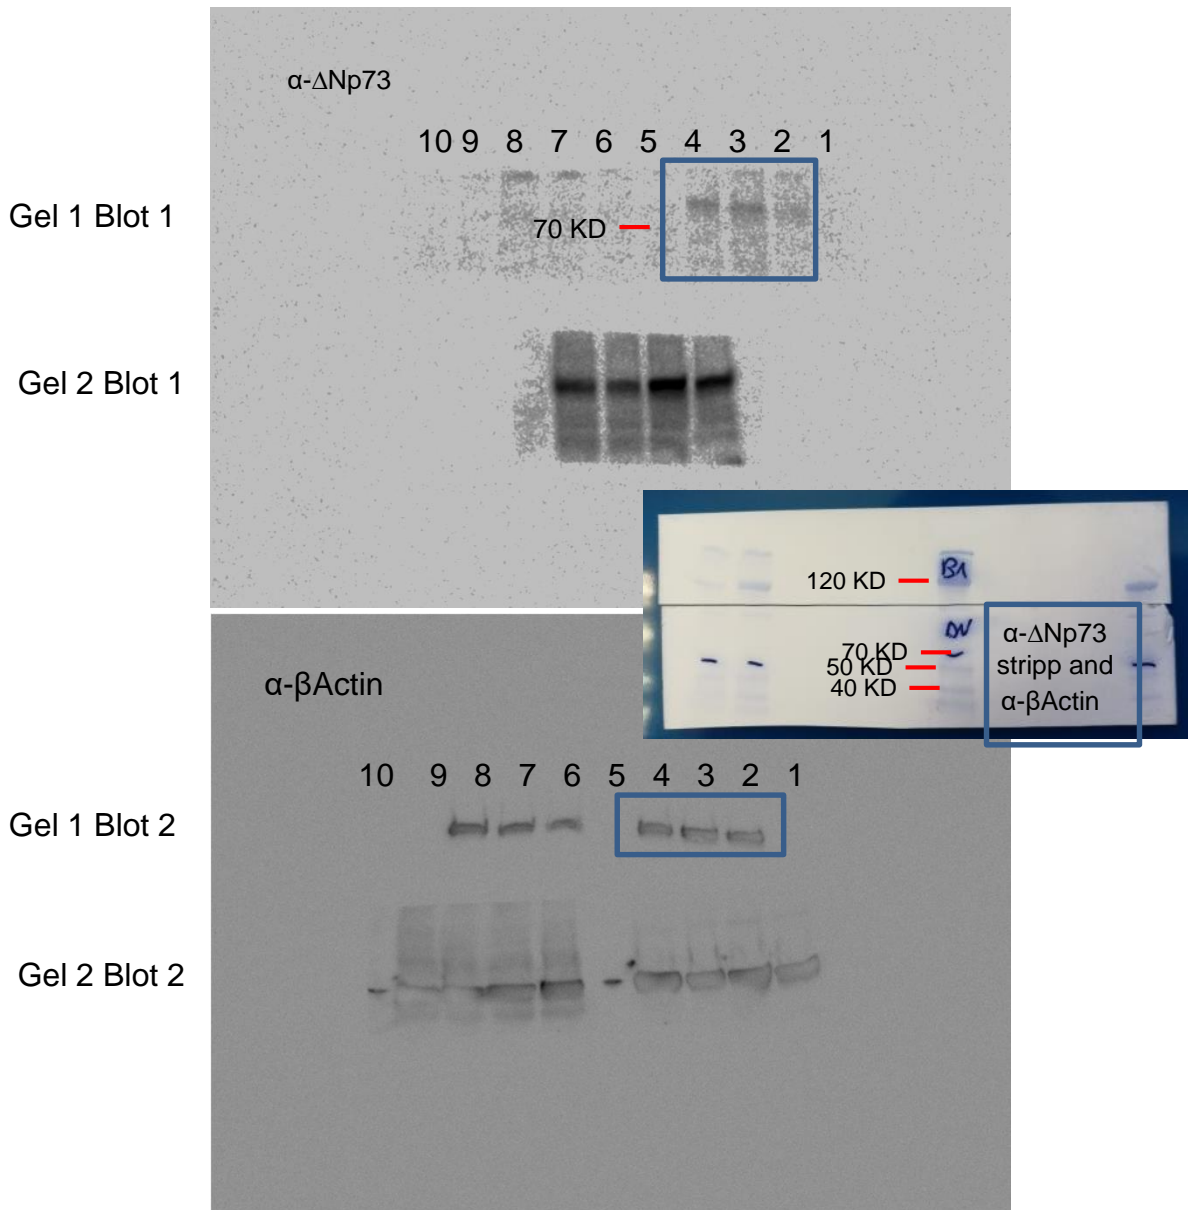 α-ΔNp73
10 9 8 7 6 5 4 3 2 1
Gel 1 Blot 1
70 KD
Gel 2 Blot 1
B1
120 KD
α-ΔNp73
70 KD
stripp and
50 KD
40 KD
α-βActin
α-βActin
10 9 8 7 6 5 4 3 2 1
Gel 1 Blot 2
Gel 2 Blot 2